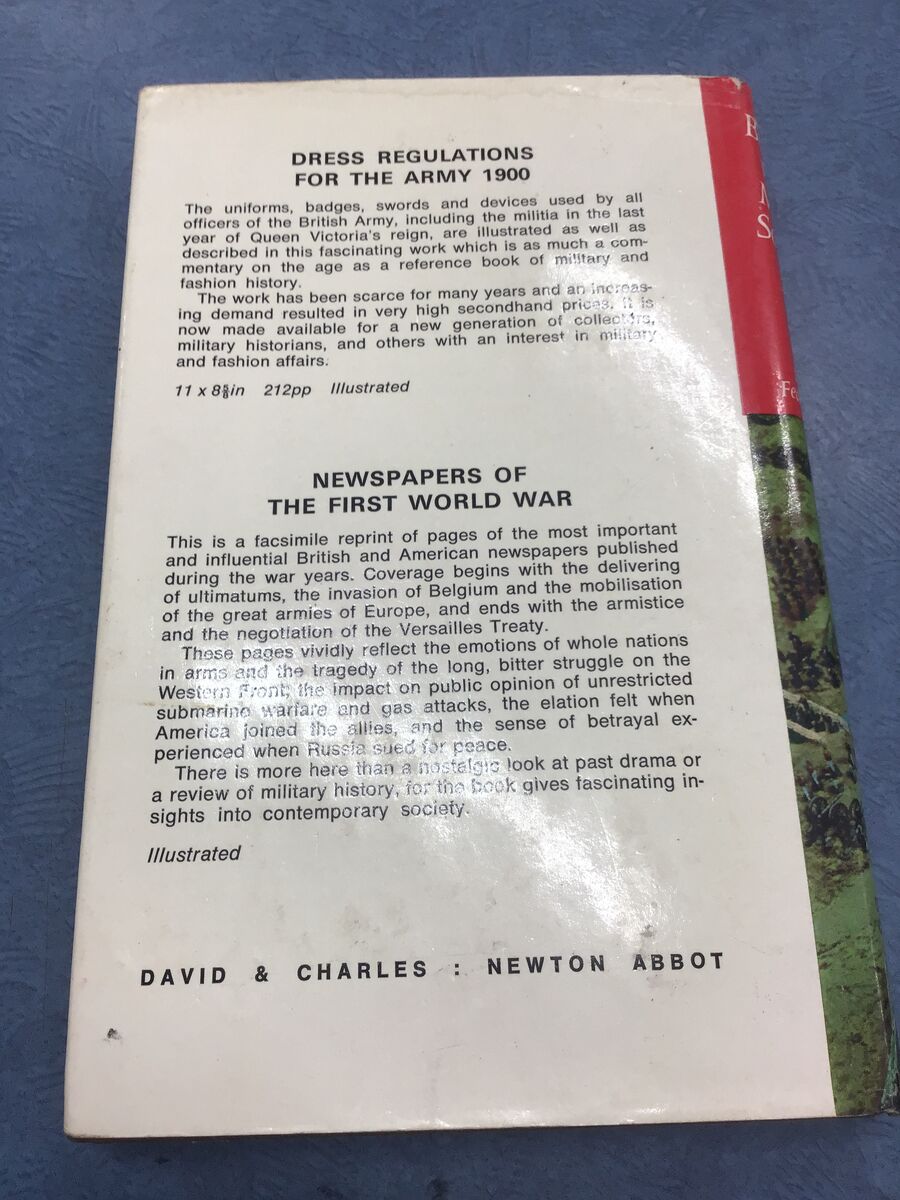 DRESS REGULATIONS
FOR THE ARMY 1900
The uniforms, badges, swords and devices used by all
officers of the British Army, including the militia in the last
year of Queen Victoria's reign, are illustrated as well as
described in this fascinating work which is as much a com-
mentary on the age as a reference book of military and
fashion history.
The work has been scarce for many years and an increas-
ing demand resulted in very high secondhand prices. It is
now made available for a new generation of collectors,
military historians, and others with an interest in military
and fashion affairs.
11 x 8⅝in 212pp Illustrated
NEWSPAPERS OF
THE FIRST WORLD WAR
This is a facsimile reprint of pages of the most important
and influential British and American newspapers published
during the war years. Coverage begins with the delivering
of ultimatums, the invasion of Belgium and the mobilisation
of the great armies of Europe, and ends with the armistice
and the negotiation of the Versailles Treaty.
These pages vividly reflect the emotions of whole nations
in arms and the tragedy of the long, bitter struggle on the
Western Front; the impact on public opinion of unrestricted
submarine warfare and gas attacks, the elation felt when
America joined the allies, and the sense of betrayal ex-
perienced when Russia sued for peace.
There is more here than a nostalgic look at past drama or
a review of military history, for the book gives fascinating in-
sights into contemporary society.
Illustrated
DAVID & CHARLES : NEWTON ABBOT